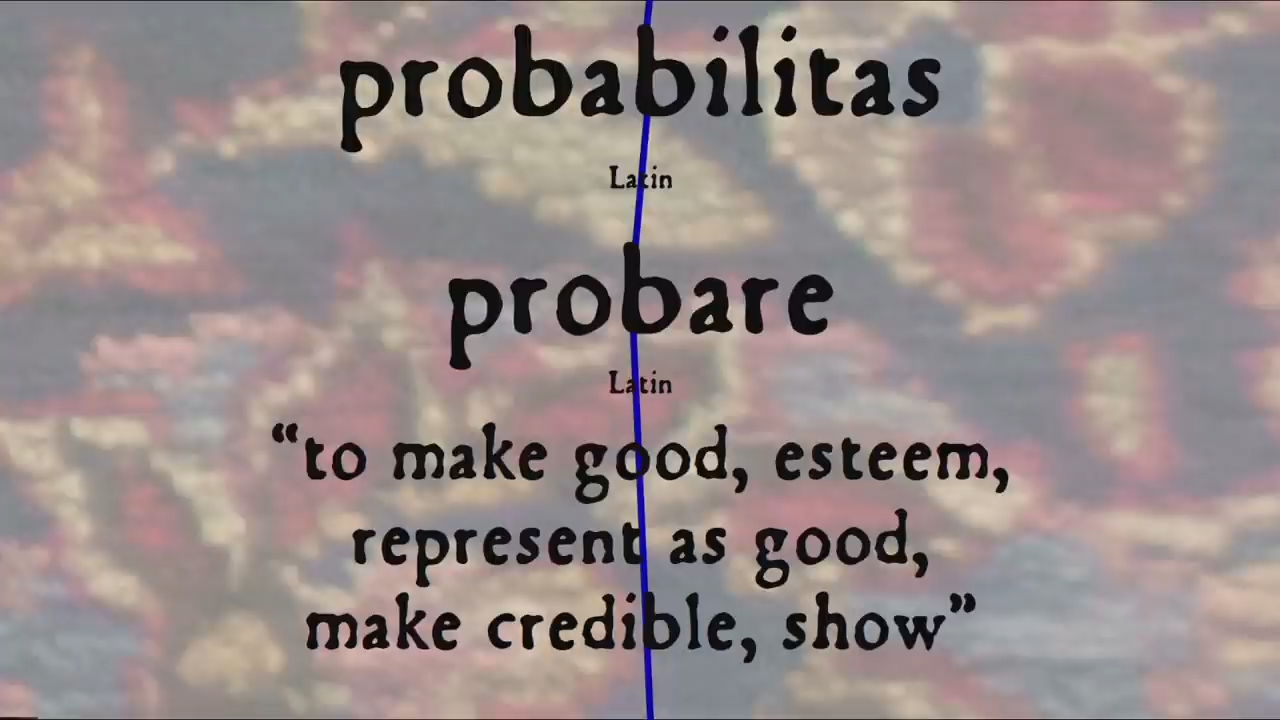 probabilitas
Latin
probare
Latin
“to make good, esteem,
represent as good,
make credible, show”